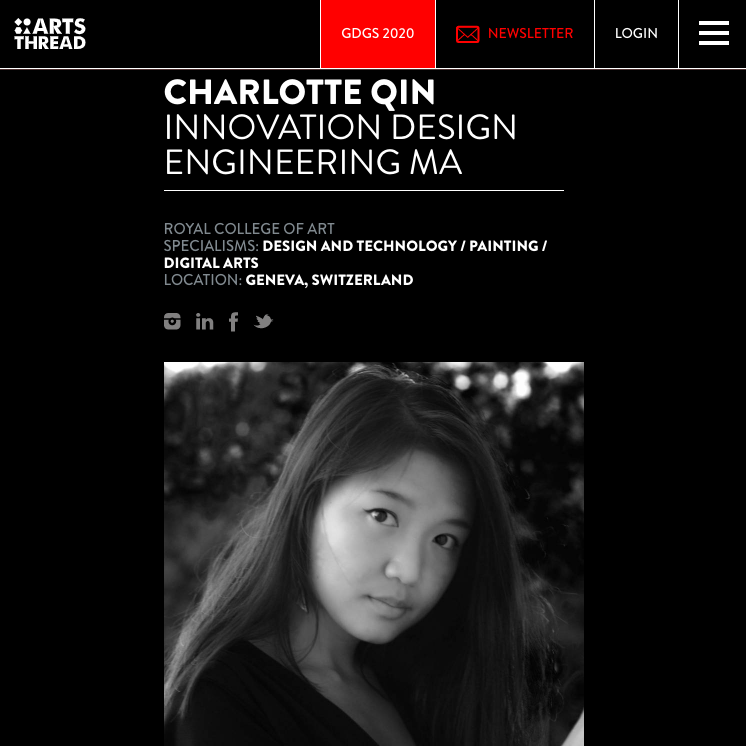 ARTS
THREAD
GDGS 2020
NEWSLETTER
LOGIN
CHARLOTTE QIN
INNOVATION DESIGN
ENGINEERING MA
ROYAL COLLEGE OF ART
SPECIALISMS: DESIGN AND TECHNOLOGY / PAINTING /
DIGITAL ARTS
LOCATION: GENEVA, SWITZERLAND